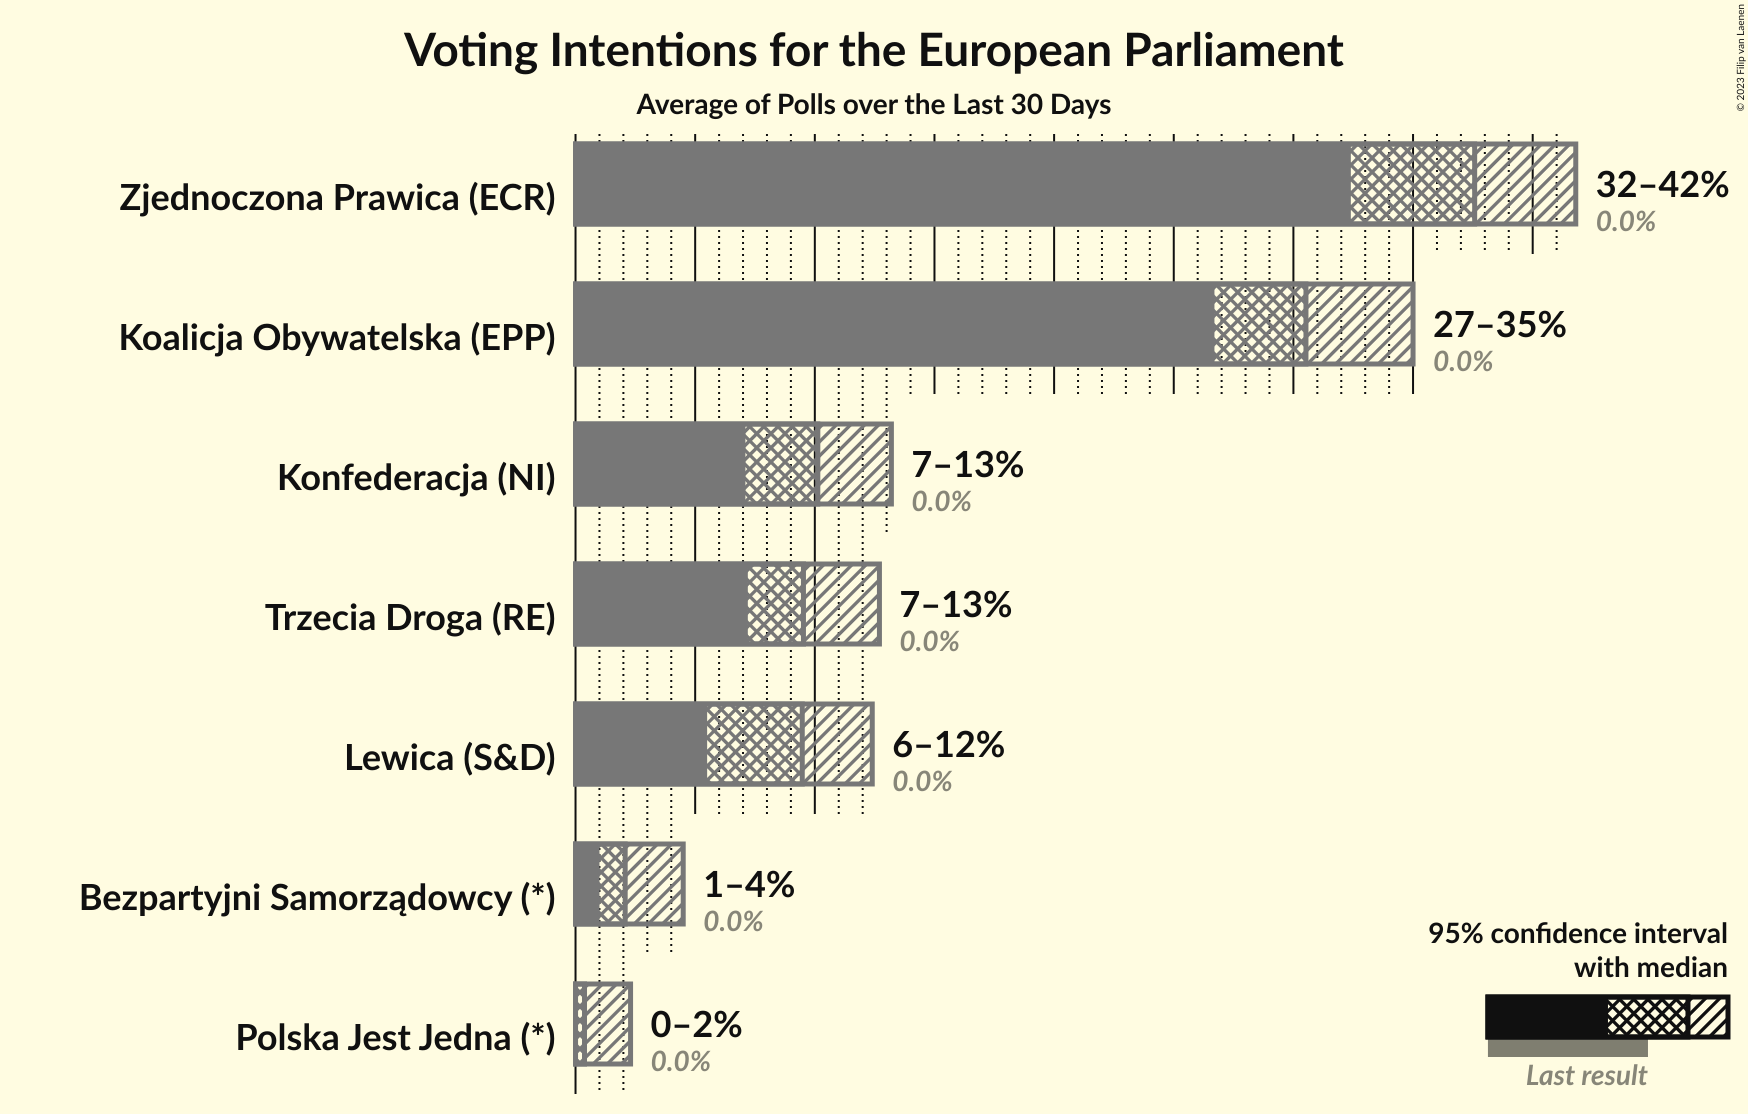 Voting Intentions for the European Parliament
Average of Polls over the Last 30 Days
© 2023 Filip van Laenen
Zjednoczona Prawica (ECR)
32–42%
0.0%
Koalicja Obywatelska (EPP)
27–35%
0.0%
Konfederacja (NI)
7–13%
0.0%
Trzecia Droga (RE)
7–13%
0.0%
Lewica (S&D)
6–12%
0.0%
Bezpartyjni Samorządowcy (*)
1–4%
0.0%
Polska Jest Jedna (*)
0–2%
0.0%
95% confidence interval
with median
Last result